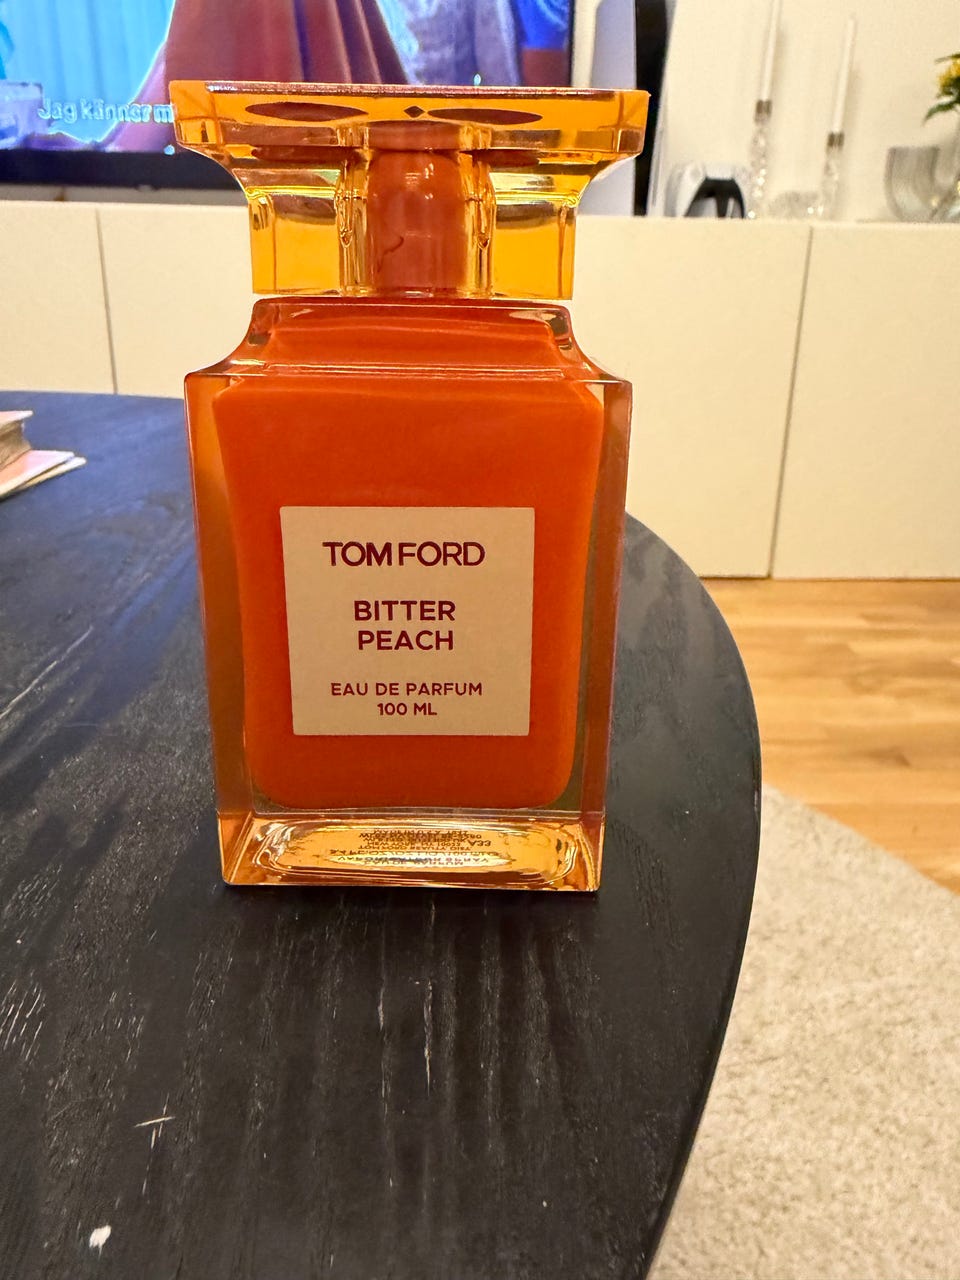 Jag känner
TOM FORD
BITTER
PEACH
EAU DE PARFUM
100 ML